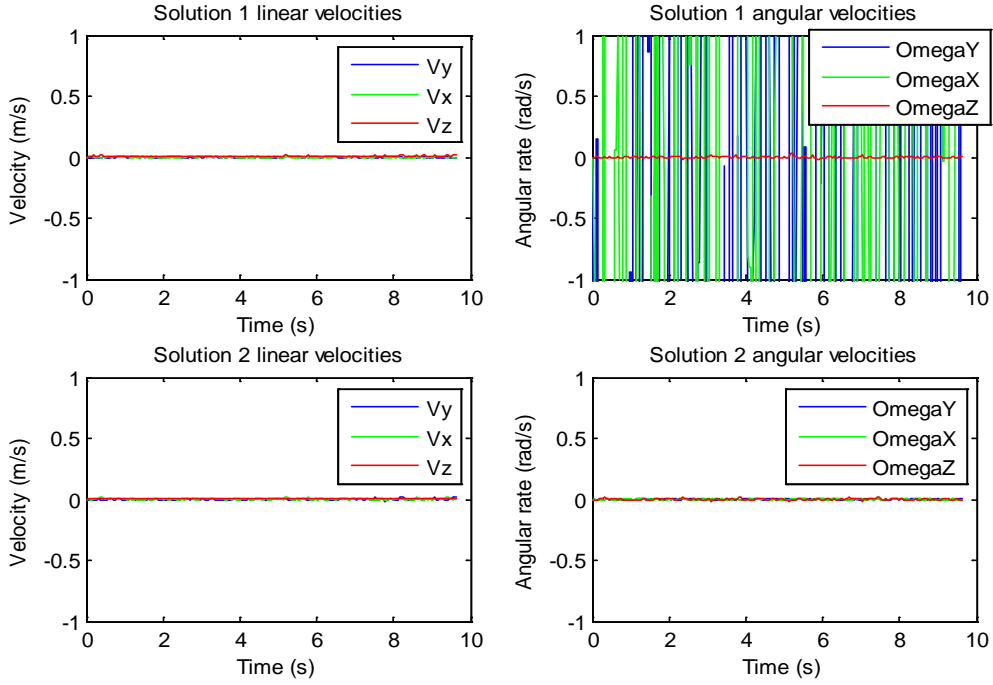 Solution 1 linear velocities
Velocity (m/s)
1
0.5
0
-0.5
-1
Vy
Vx
Vz
0 2 4 6 8 10
Time (s)
Solution 1 angular velocities
Angular rate (rad/s)
1
0.5
0
-0.5
-1
OmegaY
OmegaX
OmegaZ
0 2 4 6 8 10
Time (s)
Solution 2 linear velocities
Velocity (m/s)
1
0.5
0
-0.5
-1
Vy
Vx
Vz
0 2 4 6 8 10
Time (s)
Solution 2 angular velocities
Angular rate (rad/s)
1
0.5
0
-0.5
-1
OmegaY
OmegaX
OmegaZ
0 2 4 6 8 10
Time (s)